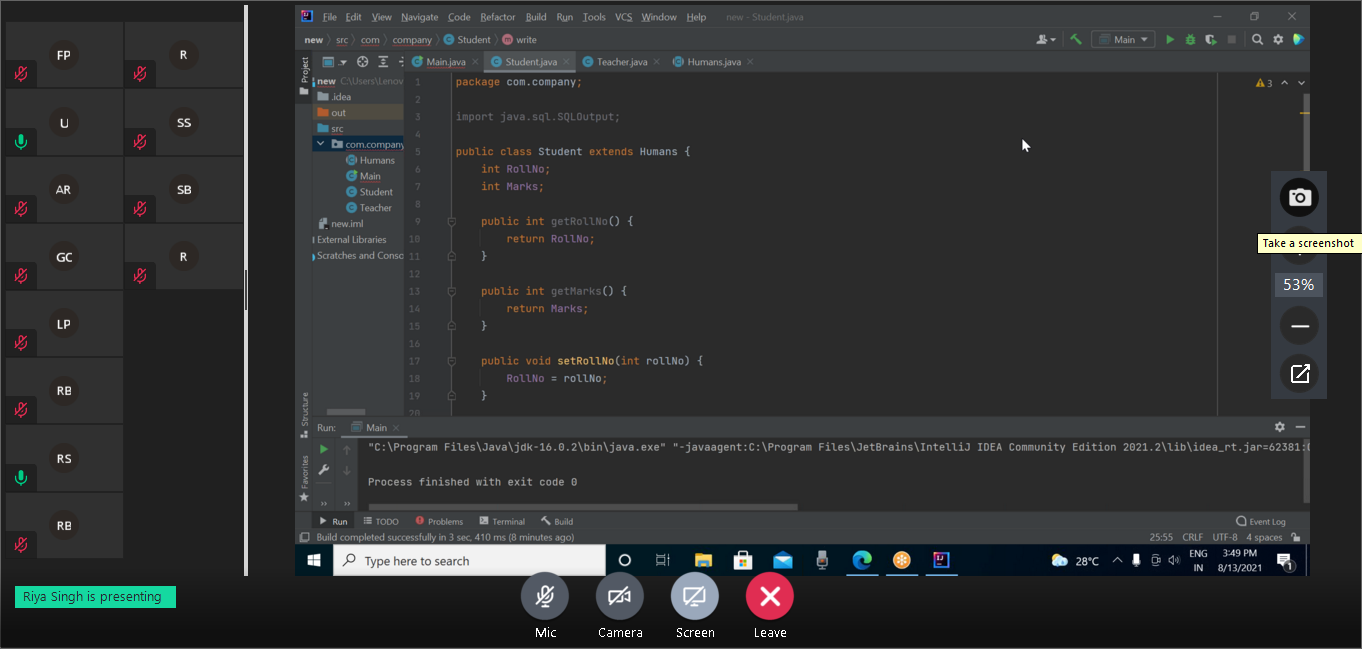 FP
R
U
SS
AR
SB
GC
R
LP
RB
RS
RB
Riya Singh is presenting
File Edit View Navigate Code Refactor Build Run Tools VCS Window Help new - Student.java
new src com company Student write
Main
Project
Main.java Student.java Teacher.java Humans.java
new C:\Users\Lenov
.idea
out
src
com.company
Humans
Main
Student
Teacher
new.iml
External Libraries
Scratches and Conso
3
1 package com.company;
2
3 import java.sql.SQLOutput;
4
5 public class Student extends Humans {
6 int RollNo;
7 int Marks;
8
9 public int getRollNo() {
10 return RollNo;
11 }
12
13 public int getMarks() {
14 return Marks;
15 }
16
17 public void setRollNo(int rollNo) {
18 RollNo = rollNo;
19 }
20
Structure
Favorites
Run: Main
"C:\Program Files\Java\jdk-16.0.2\bin\java.exe" "-javaagent:C:\Program Files\JetBrains\IntelliJ IDEA Community Edition 2021.2\lib\idea_rt.jar=62381:
Process finished with exit code 0
Run TODO Problems Terminal Build Event Log
Build completed successfully in 3 sec, 410 ms (8 minutes ago) 25:55 CRLF UTF-8 4 spaces
Type here to search
28°C
ENG
IN
3:49 PM
8/13/2021
1
Take a screenshot
53%
Mic Camera Screen Leave